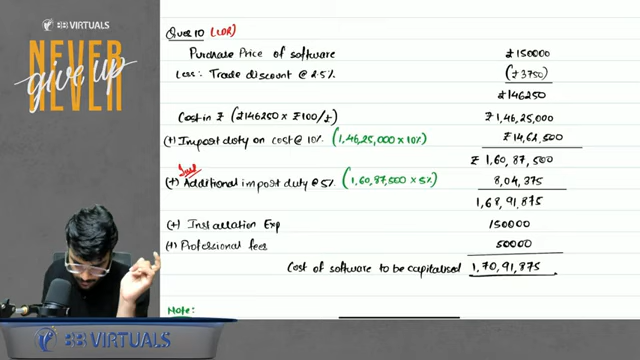 BB VIRTUALS
NEVER
give up
NEVER
Ques 10 (LDR)
Purchase Price of software £150000
Less: Trade discount @ 2.5% (£3750)
£146250
Cost in ₹ (£146250 x ₹100/£) ₹1,46,25,000
(+) Import duty on cost @ 10% (1,46,25,000 x 10%) ₹14,62,500
₹ 1,60,87,500
(+) Additional import duty @ 5% (1,60,87,500 x 5%) 8,04,375
1,68,91,875
(+) Installation Exp 150000
(+) Professional fees 50000
Cost of software to be capitalised 1,70,91,875
Note:
BB VIRTUALS